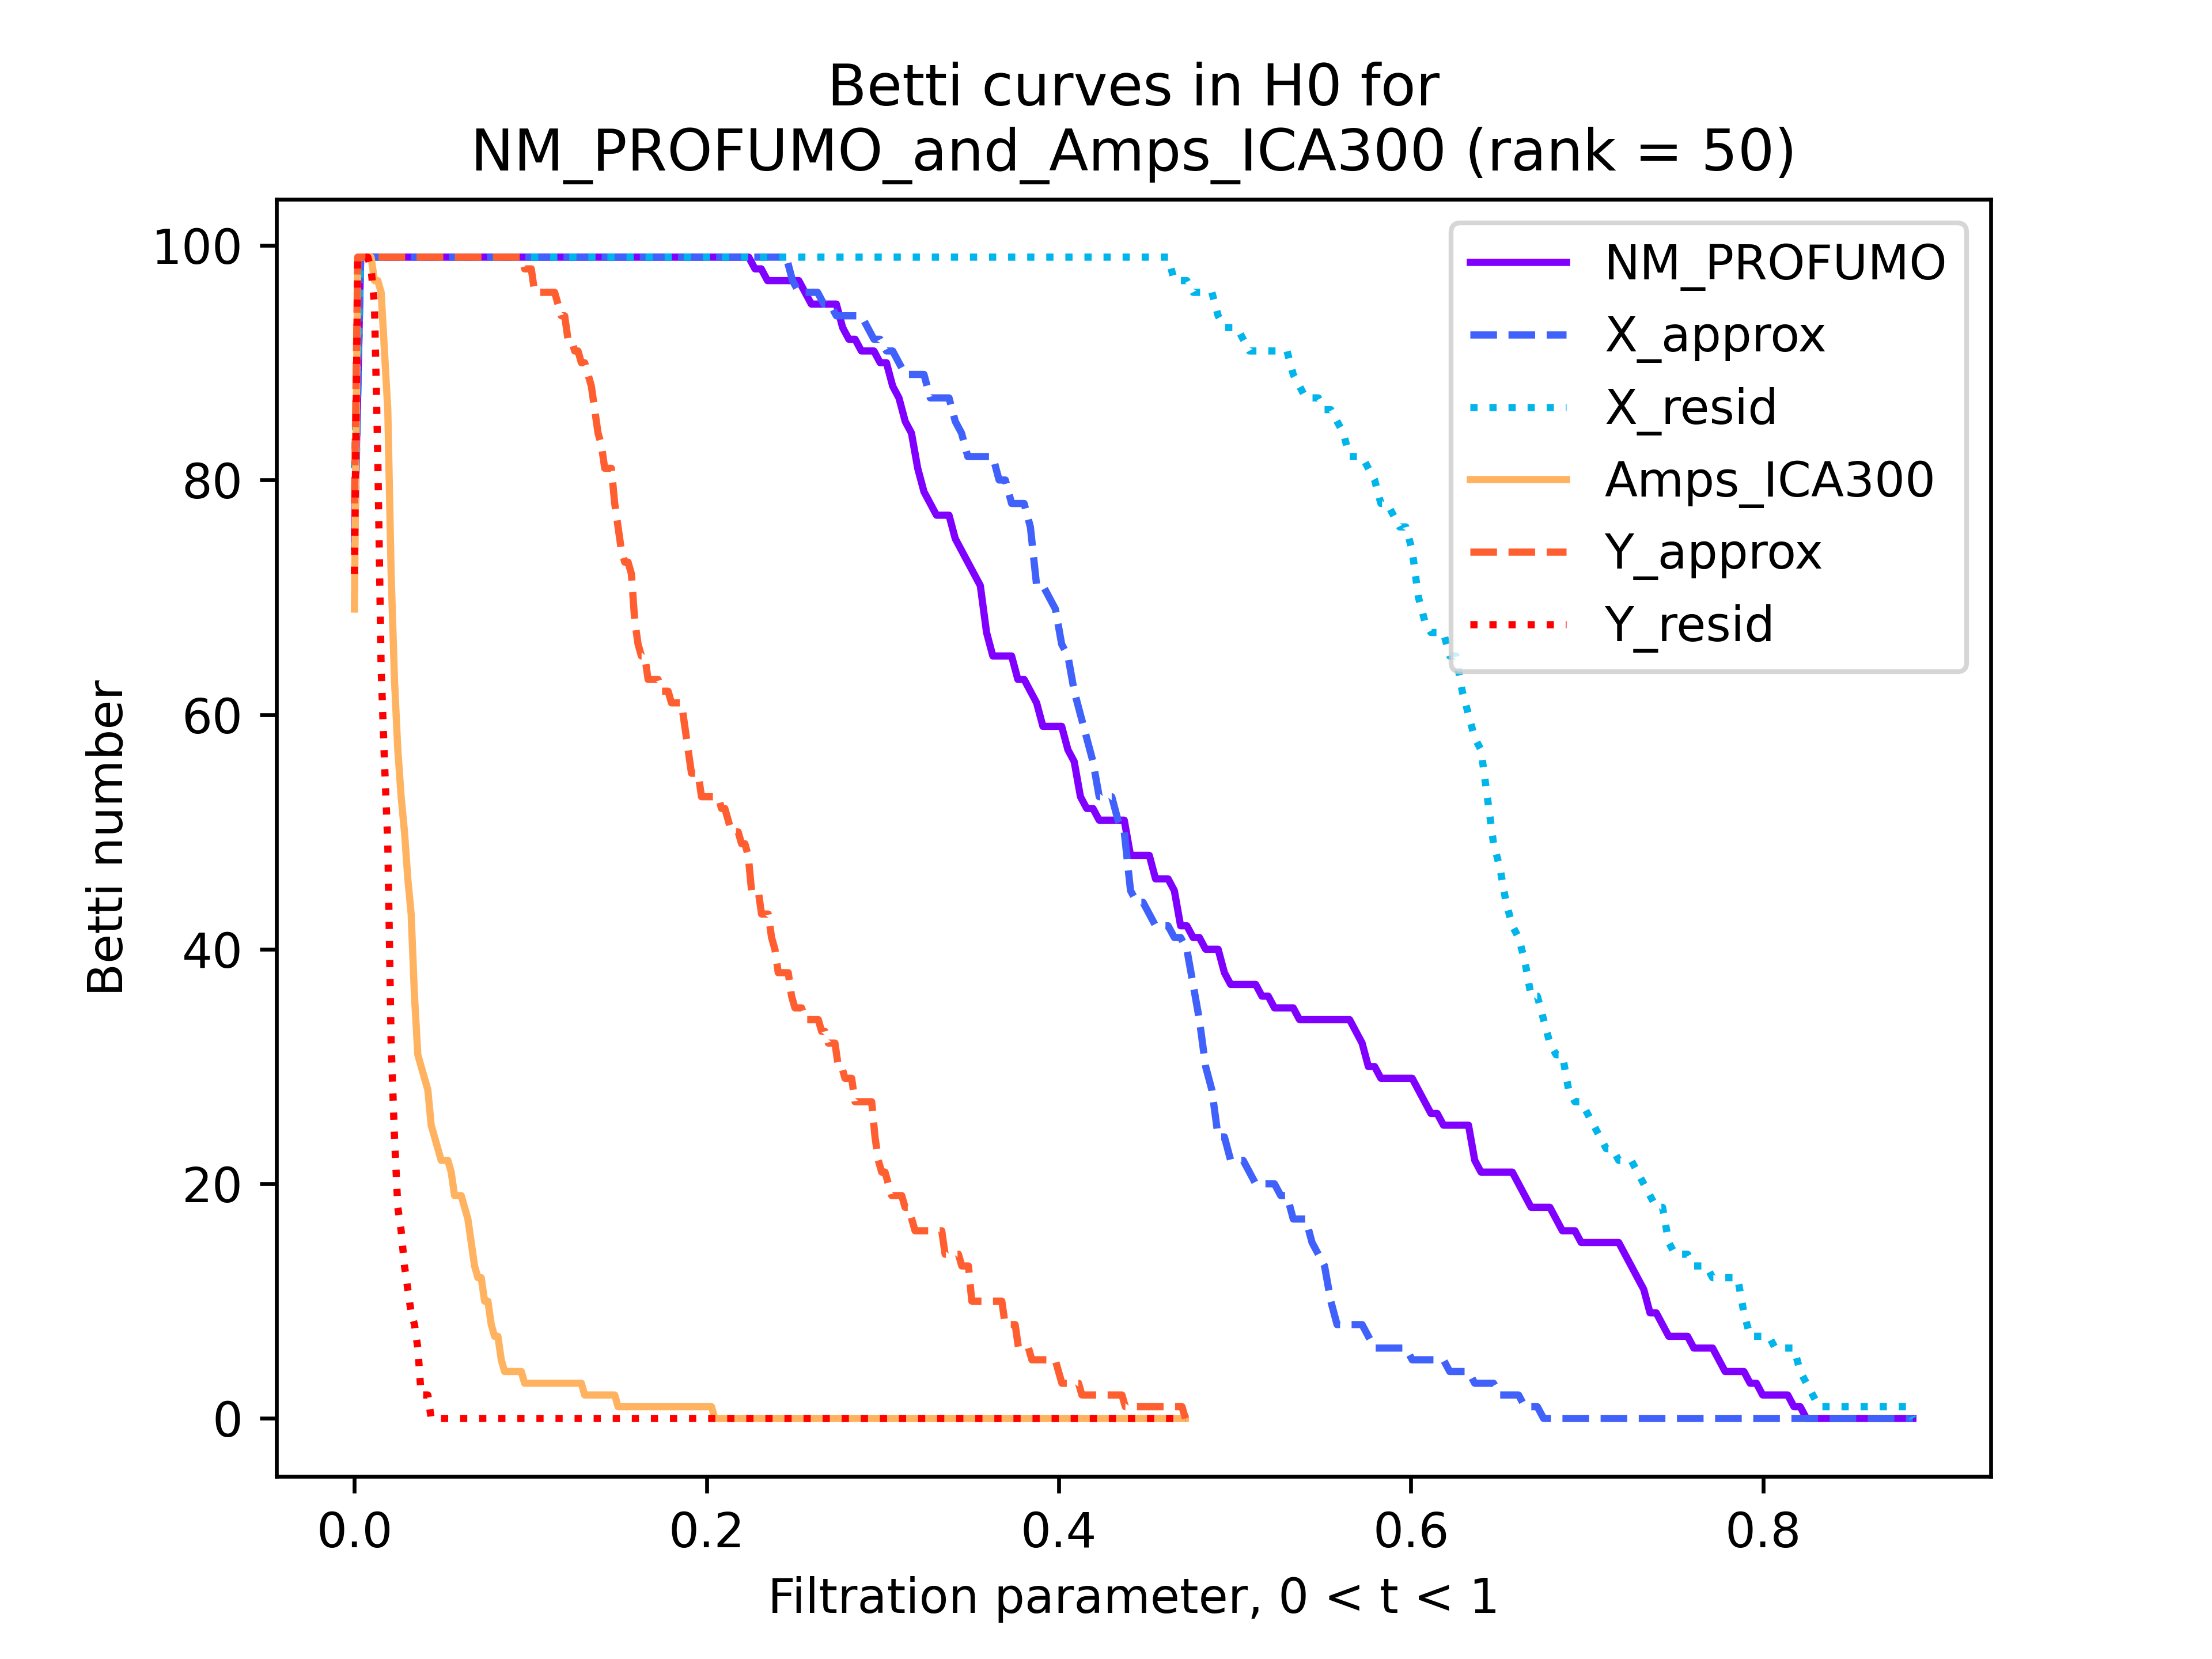 Betti curves in H0 for
NM_PROFUMO_and_Amps_ICA300 (rank = 50)
100
80
60
40
20
0
Betti number
NM_PROFUMO
X_approx
X_resid
Amps_ICA300
Y_approx
Y_resid
0.0 0.2 0.4 0.6 0.8
Filtration parameter, 0 < t < 1